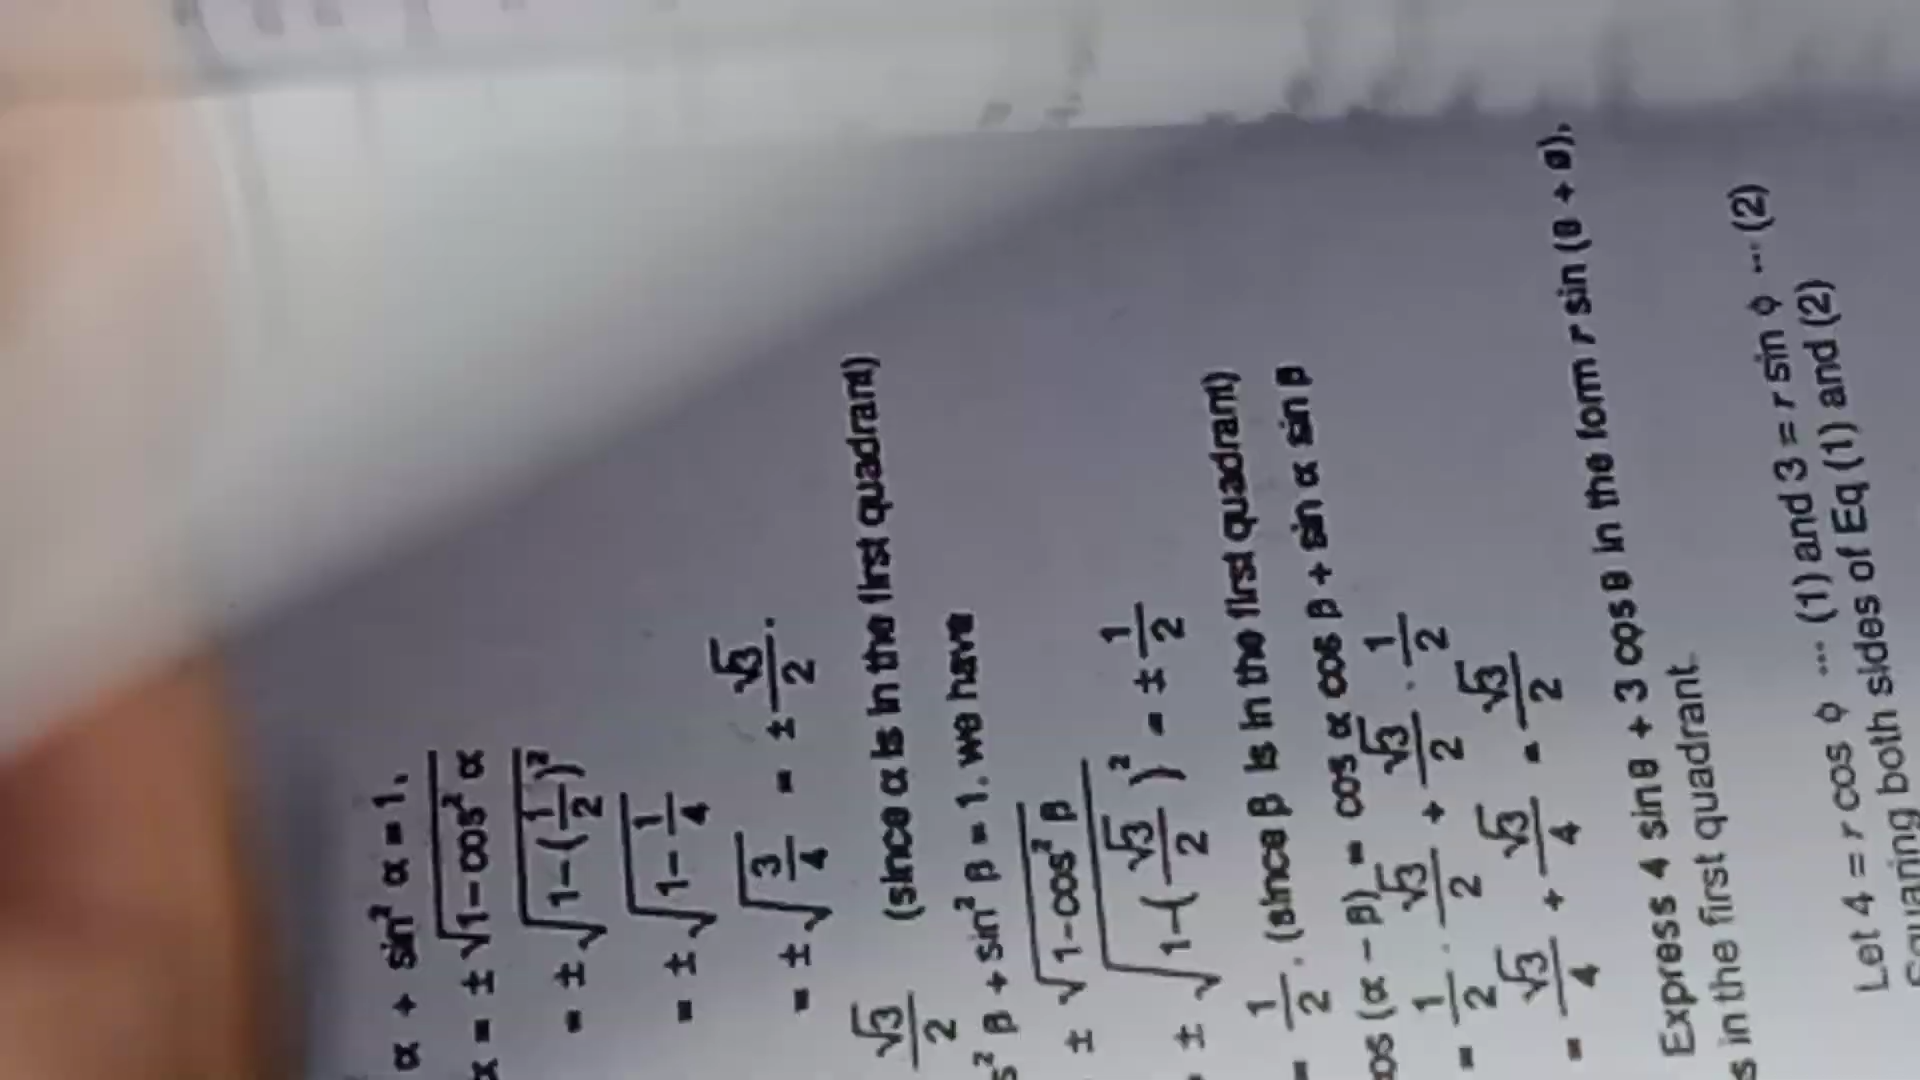 α + sin² α = 1,
= ± √1-cos² α
= ± √1-(1/2)²
= ± √1-1/4
= ± √3/4 = ± √3/2.
√3/2 (since α is in the first quadrant)
β + sin² β = 1, we have
± √1-cos² β
± √1-(√3/2)² = ± 1/2
= 1/2. (since β is in the first quadrant)
(α - β) = cos α cos β + sin α sin β
= 1/2 · √3/2 + √3/2 · 1/2
= √3/4 + √3/4 = √3/2
Express 4 sinθ + 3 cosθ in the form r sin (θ + ø),
in the first quadrant.
Let 4 = r cos φ ... (1) and 3 = r sin φ ... (2)
both sides of Eq (1) and (2)